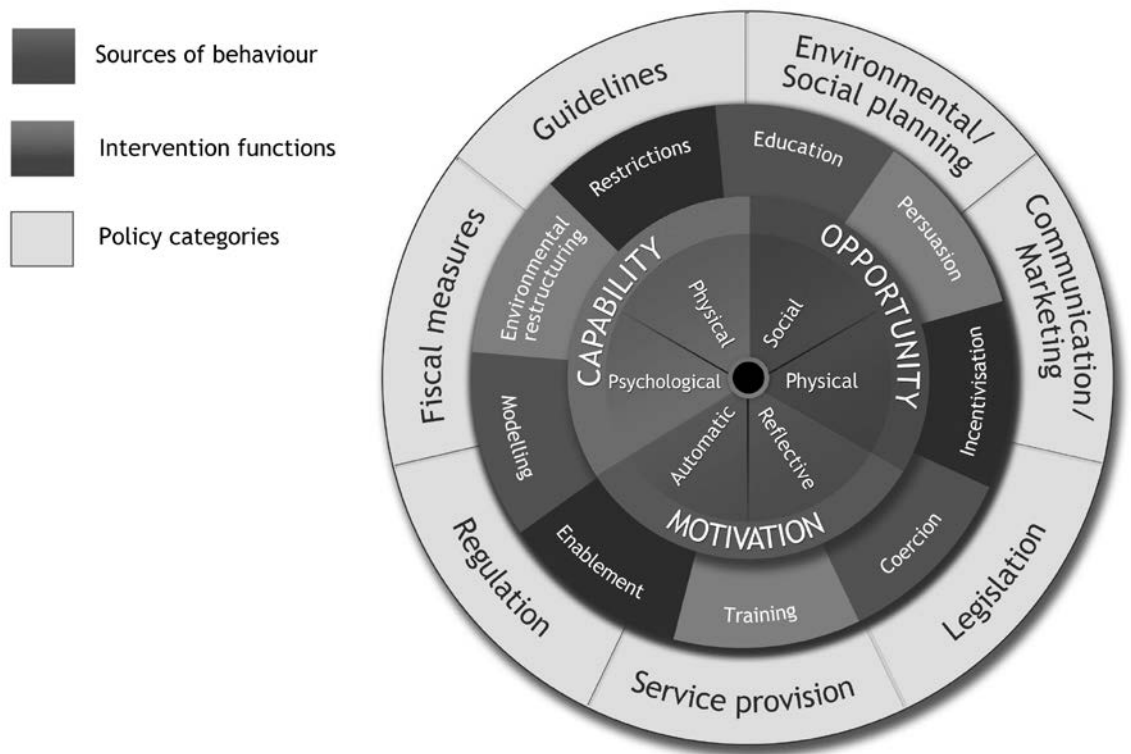 Sources of behaviour
Intervention functions
Policy categories
Guidelines
Environmental/
Social planning
Communication/
Marketing
Legislation
Service provision
Regulation
Fiscal measures
Restrictions
Education
Persuasion
Incentivisation
Coercion
Training
Enablement
Modelling
Environmental
restructuring
CAPABILITY
OPPORTUNITY
MOTIVATION
Physical
Social
Physical
Reflective
Automatic
Psychological